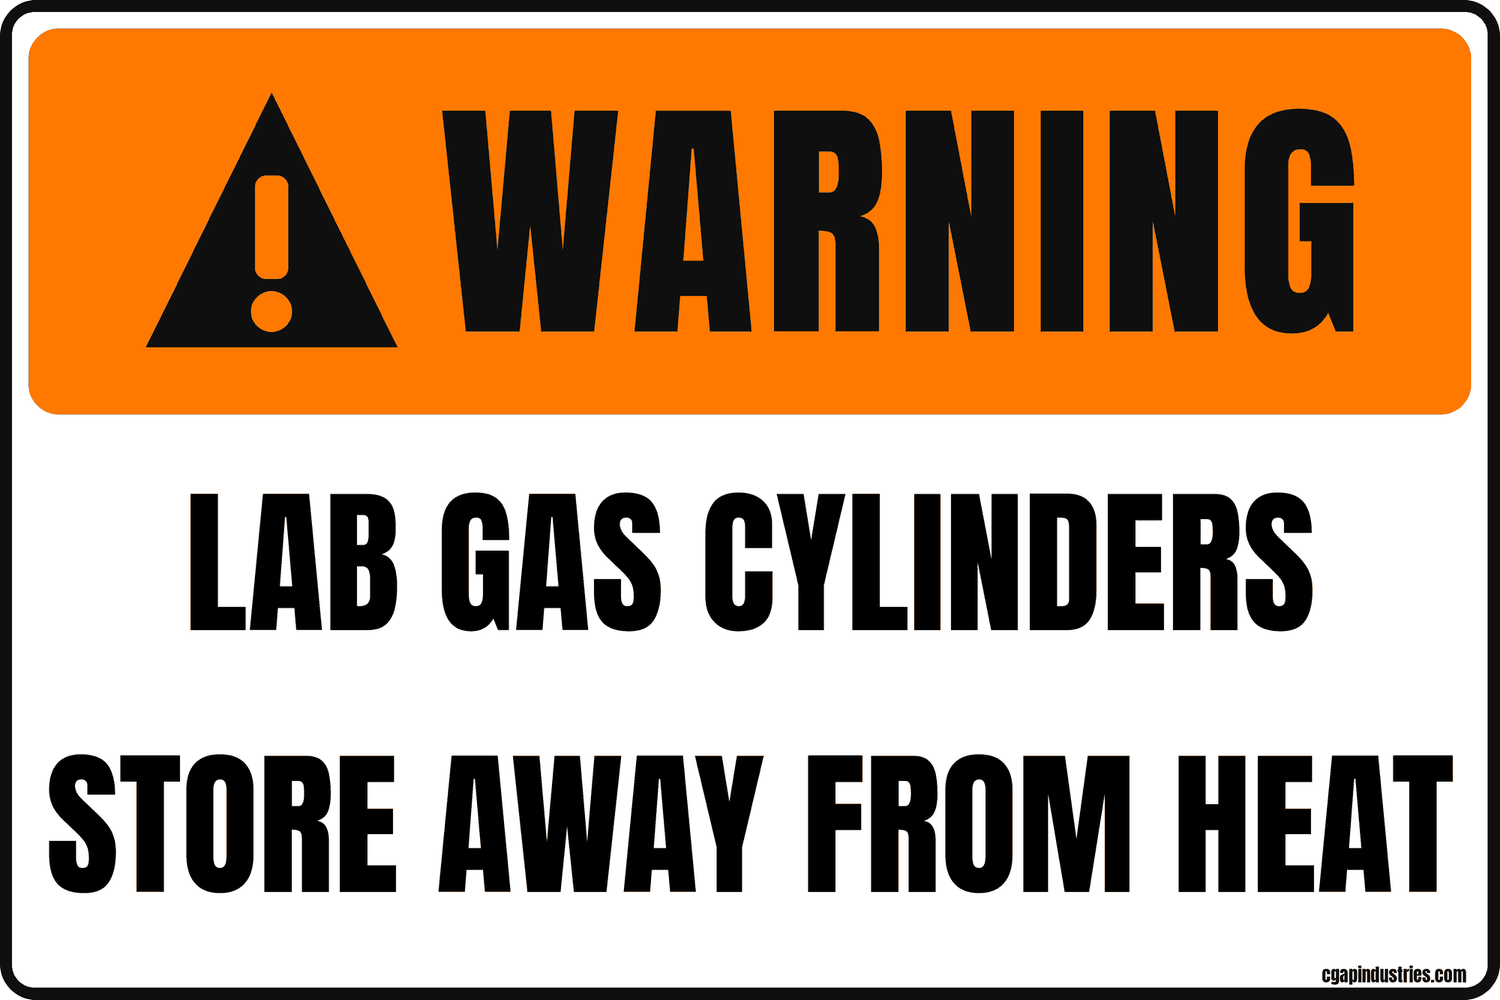 WARNING
LAB GAS CYLINDERS
STORE AWAY FROM HEAT
cgapindustries.com